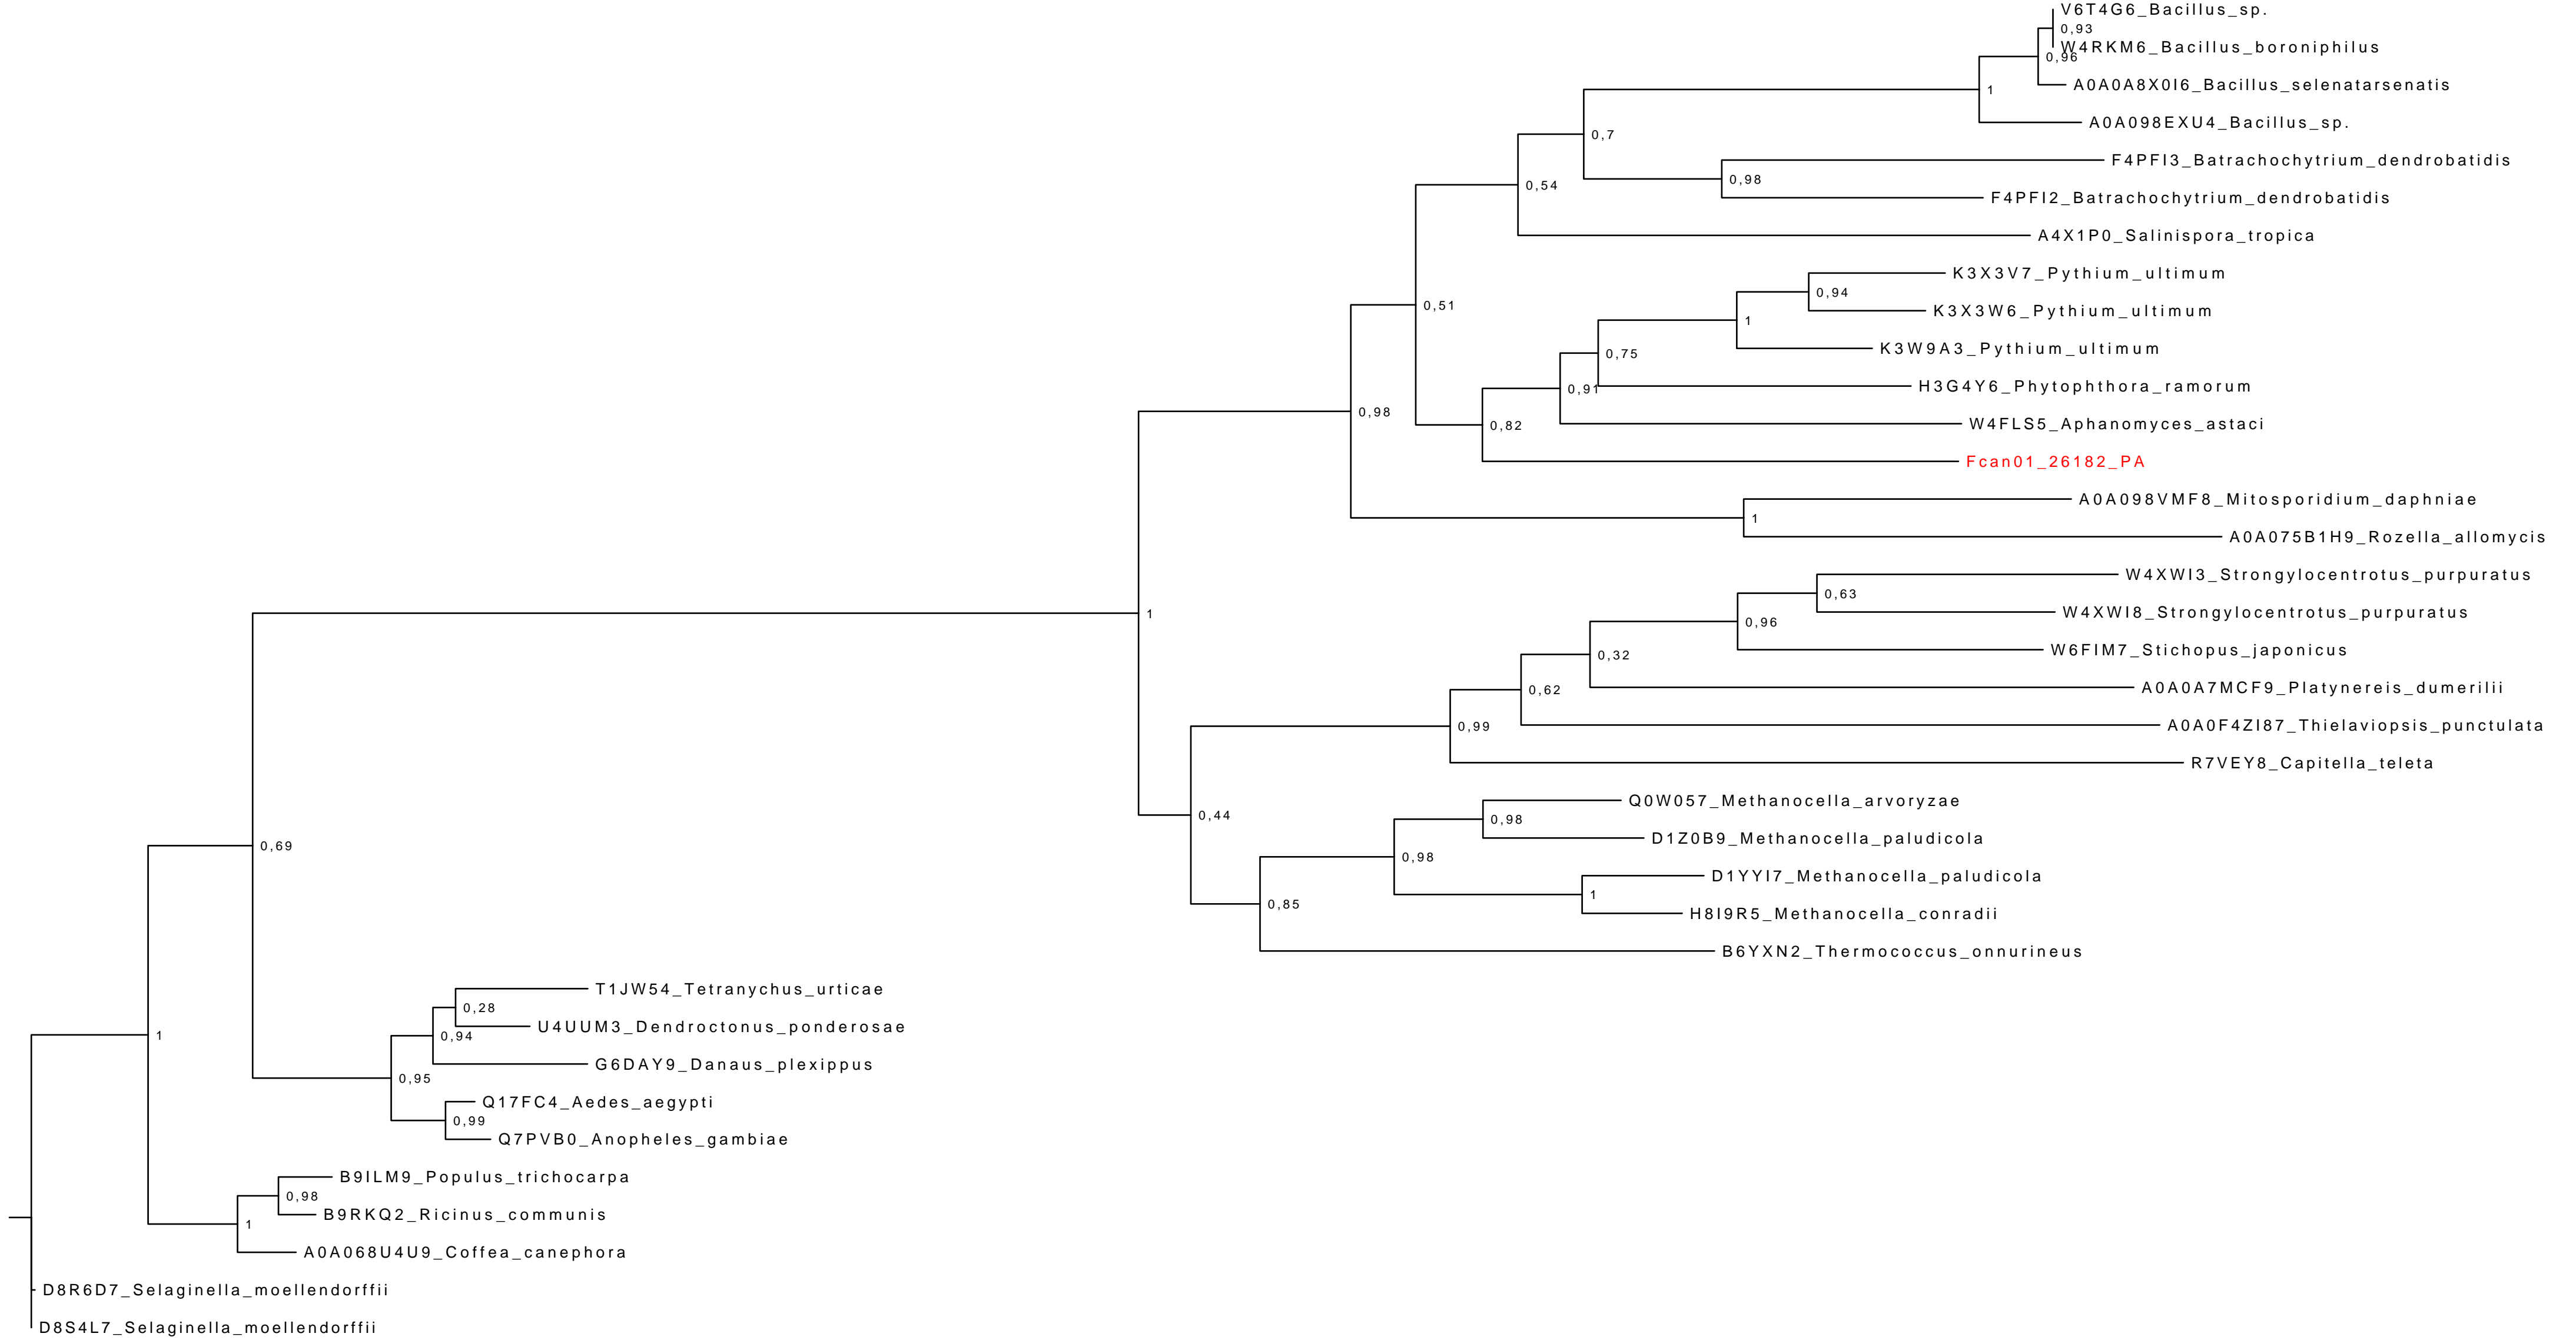 V6T4G6_Bacillus_sp.
0,93
W4RKM6_Bacillus_boroniphilus
0,96
A0A0A8X0I6_Bacillus_selenatarsenatis
1
A0A098EXU4_Bacillus_sp.
0,7
F4PFI3_Batrachochytrium_dendrobatidis
0,98
0,54
F4PFI2_Batrachochytrium_dendrobatidis
A4X1P0_Salinispora_tropica
K3X3V7_Pythium_ultimum
0,94
0,51
K3X3W6_Pythium_ultimum
1
K3W9A3_Pythium_ultimum
0,75
H3G4Y6_Phytophthora_ramorum
0,91
0,98
W4FLS5_Aphanomyces_astaci
0,82
Fcan01_26182_PA
A0A098VMF8_Mitosporidium_daphniae
1
A0A075B1H9_Rozella_allomycis
W4XWI3_Strongylocentrotus_purpuratus
0,63
1
W4XWI8_Strongylocentrotus_purpuratus
0,96
W6FIM7_Stichopus_japonicus
0,32
A0A0A7MCF9_Platynereis_dumerilii
0,62
A0A0F4ZI87_Thielaviopsis_punctulata
0,99
R7VEY8_Capitella_teleta
Q0W057_Methanocella_arvoryzae
0,44
0,98
D1Z0B9_Methanocella_paludicola
0,69
0,98
D1YYI7_Methanocella_paludicola
1
0,85
H8I9R5_Methanocella_conradii
B6YXN2_Thermococcus_onnurineus
T1JW54_Tetranychus_urticae
0,28
U4UUM3_Dendroctonus_ponderosae
1
0,94
G6DAY9_Danaus_plexippus
0,95
Q17FC4_Aedes_aegypti
0,99
Q7PVB0_Anopheles_gambiae
B9ILM9_Populus_trichocarpa
0,98
B9RKQ2_Ricinus_communis
1
A0A068U4U9_Coffea_canephora
D8R6D7_Selaginella_moellendorffii
D8S4L7_Selaginella_moellendorffii